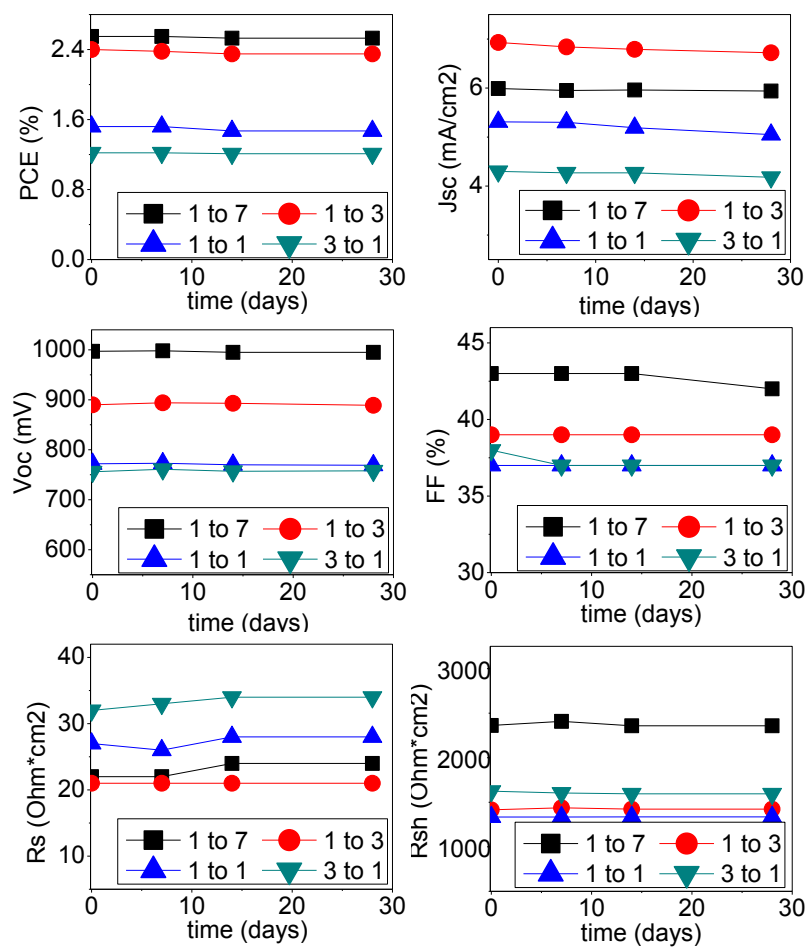 PCE (%)
2.4
1.6
0.8
0.0
1 to 7 1 to 3
1 to 1 3 to 1
0 10 20 30
time (days)
Jsc (mA/cm2)
6
4
1 to 7 1 to 3
1 to 1 3 to 1
0 10 20 30
time (days)
Voc (mV)
1000
900
800
700
600
1 to 7 1 to 3
1 to 1 3 to 1
0 10 20 30
time (days)
FF (%)
45
40
35
30
1 to 7 1 to 3
1 to 1 3 to 1
0 10 20 30
time (days)
Rs (Ohm*cm2)
40
30
20
10
1 to 7 1 to 3
1 to 1 3 to 1
0 10 20 30
time (days)
Rsh (Ohm*cm2)
3000
2000
1000
1 to 7 1 to 3
1 to 1 3 to 1
0 10 20 30
time (days)